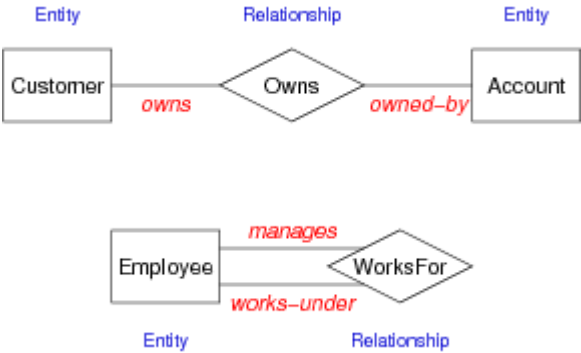 Entity Relationship Entity
Customer Owns Account
owns owned-by
manages
Employee WorksFor
works-under
Entity Relationship